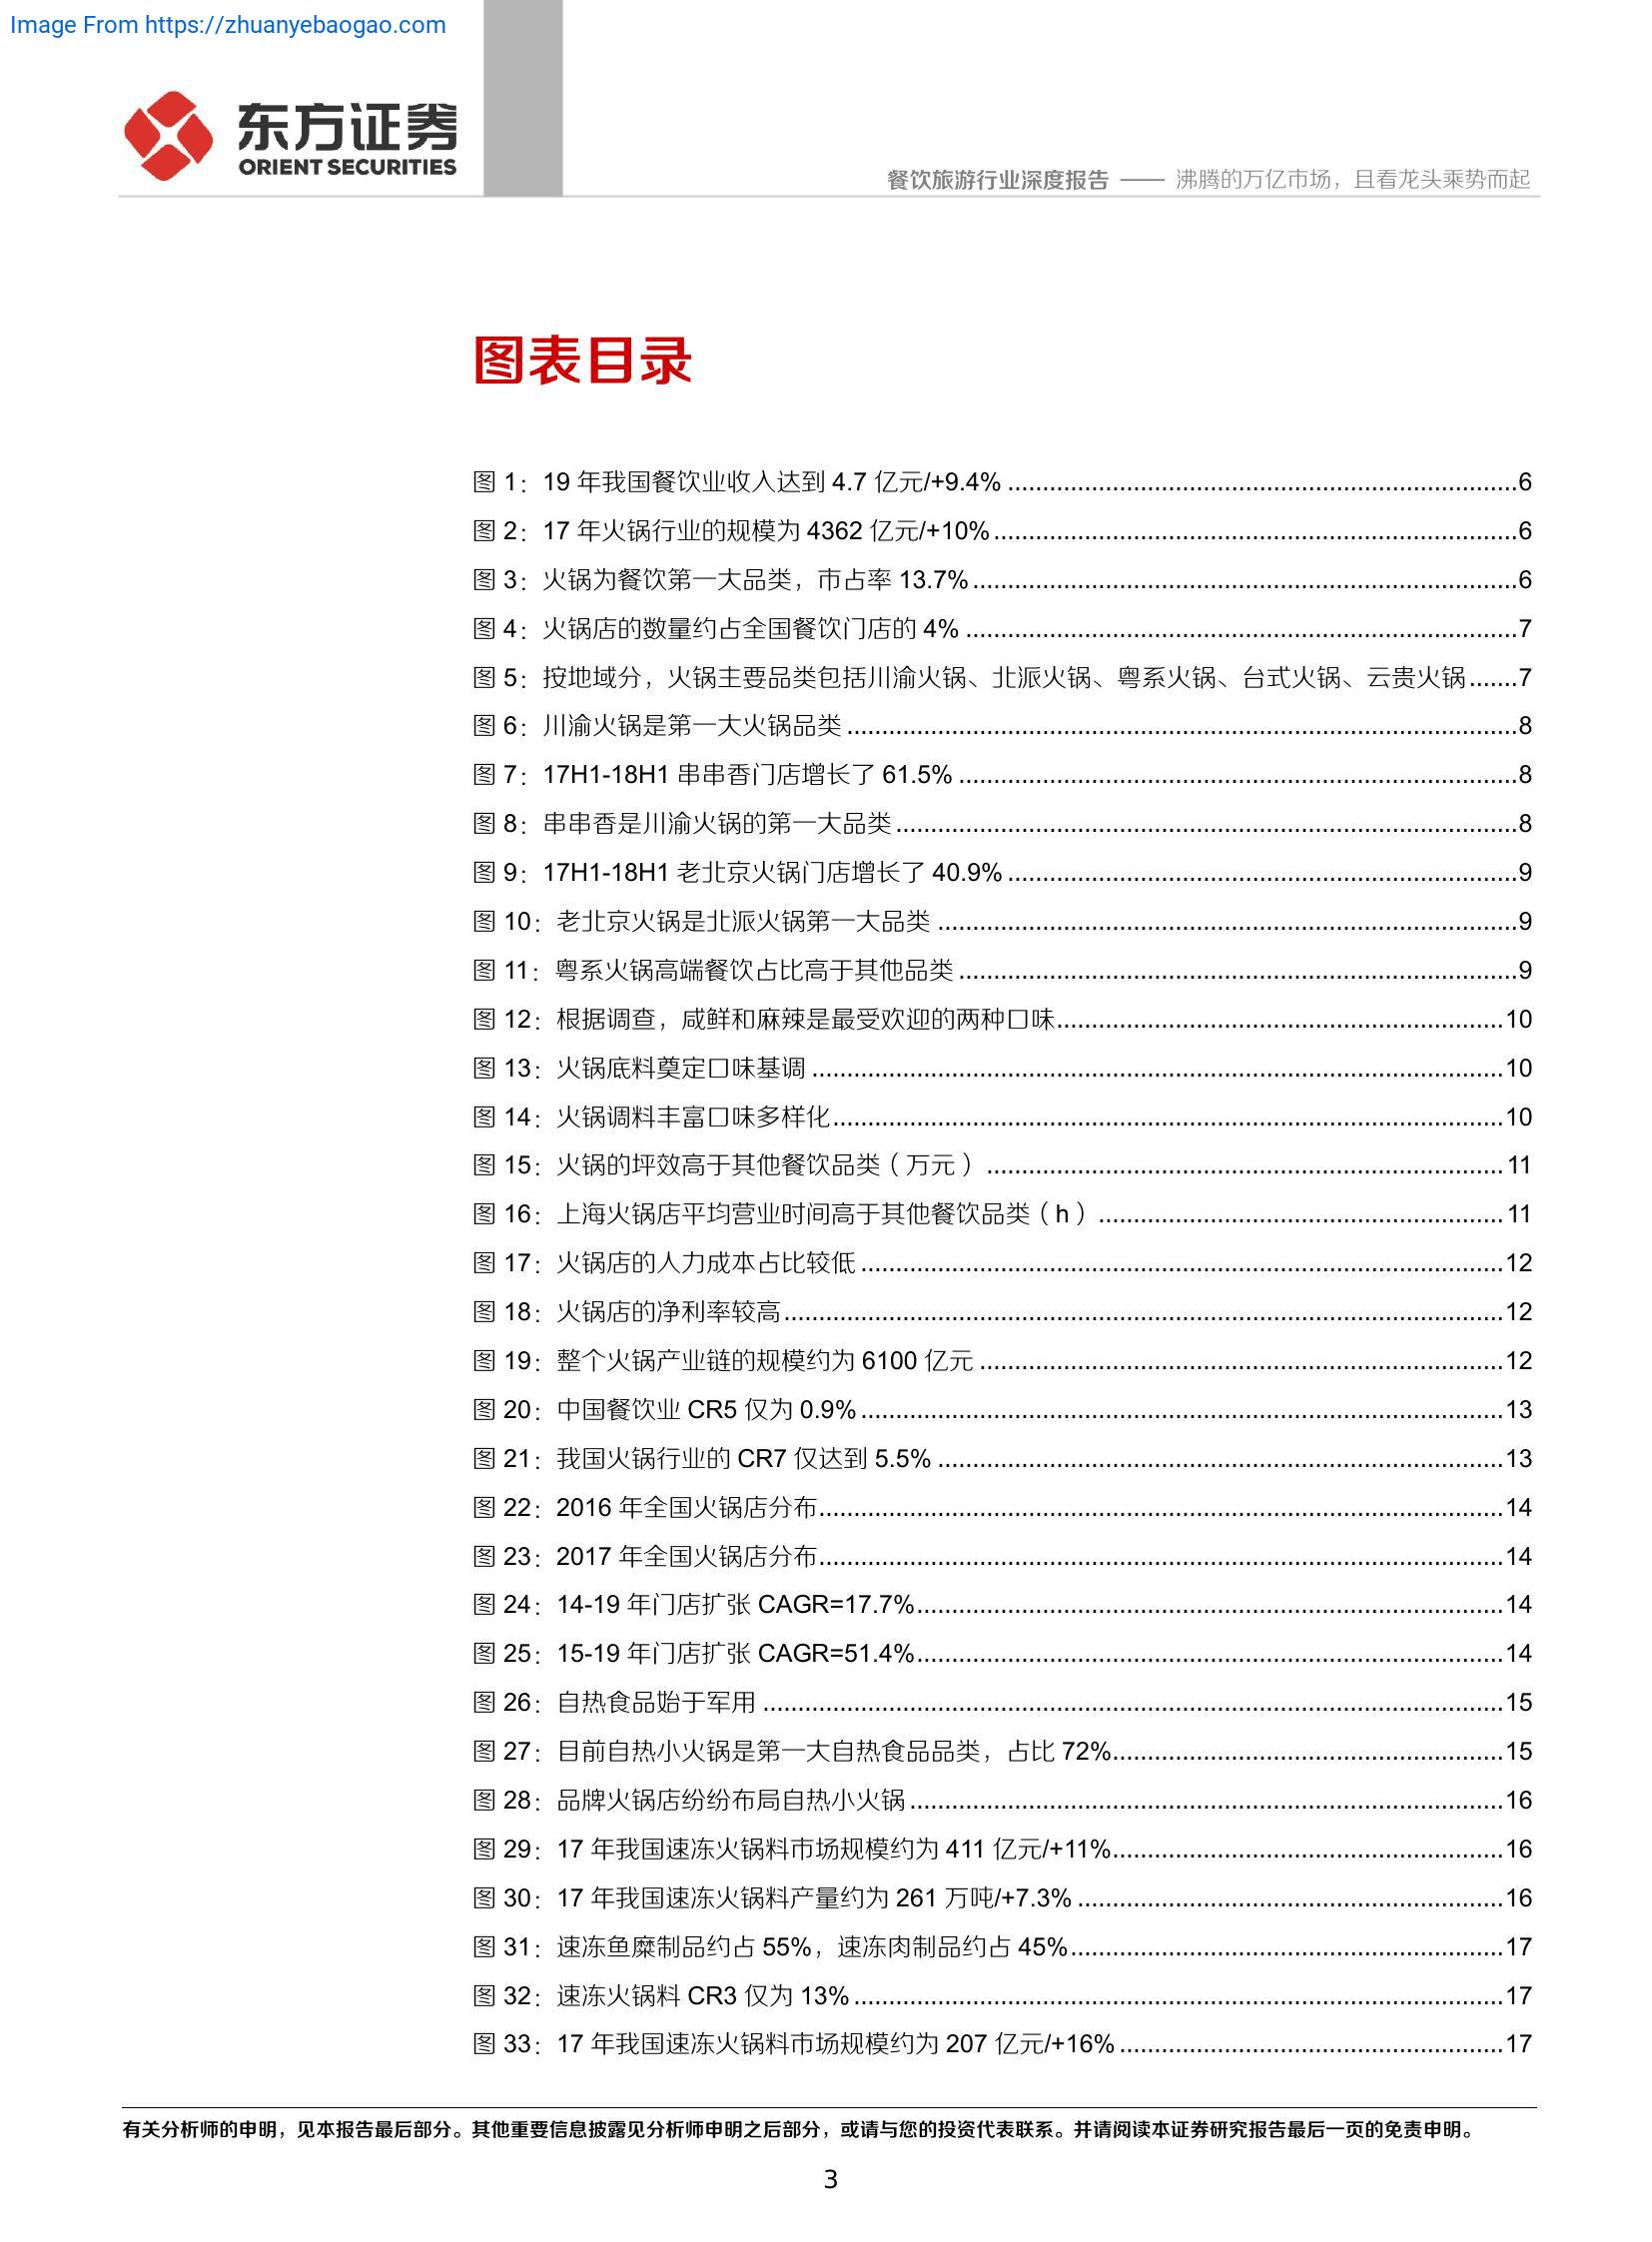 Image From https://zhuanyebaogao.com
东方证券
ORIENT SECURITIES
餐饮旅游行业深度报告 —— 沸腾的万亿市场，且看龙头乘势而起
图表目录
图 1：19 年我国餐饮业收入达到 4.7 亿元/+9.4% ........................................................................6
图 2：17 年火锅行业的规模为 4362 亿元/+10% ..........................................................................6
图 3：火锅为餐饮第一大品类，市占率 13.7% .............................................................................6
图 4：火锅店的数量约占全国餐饮门店的 4% ..............................................................................7
图 5：按地域分，火锅主要品类包括川渝火锅、北派火锅、粤系火锅、台式火锅、云贵火锅 .......7
图 6：川渝火锅是第一大火锅品类 ...............................................................................................8
图 7：17H1-18H1 串串香门店增长了 61.5% ...............................................................................8
图 8：串串香是川渝火锅的第一大品类 ........................................................................................8
图 9：17H1-18H1 老北京火锅门店增长了 40.9% ........................................................................9
图 10：老北京火锅是北派火锅第一大品类 ..................................................................................9
图 11：粤系火锅高端餐饮占比高于其他品类 ...............................................................................9
图 12：根据调查，咸鲜和麻辣是最受欢迎的两种口味 ...............................................................10
图 13：火锅底料奠定口味基调 ..................................................................................................10
图 14：火锅调料丰富口味多样化 ...............................................................................................10
图 15：火锅的坪效高于其他餐饮品类（万元） .........................................................................11
图 16：上海火锅店平均营业时间高于其他餐饮品类（h） .........................................................11
图 17：火锅店的人力成本占比较低 ...........................................................................................12
图 18：火锅店的净利率较高 ......................................................................................................12
图 19：整个火锅产业链的规模约为 6100 亿元 ..........................................................................12
图 20：中国餐饮业 CR5 仅为 0.9% ...........................................................................................13
图 21：我国火锅行业的 CR7 仅达到 5.5% ................................................................................13
图 22：2016 年全国火锅店分布 .................................................................................................14
图 23：2017 年全国火锅店分布 .................................................................................................14
图 24：14-19 年门店扩张 CAGR=17.7% ...................................................................................14
图 25：15-19 年门店扩张 CAGR=51.4% ...................................................................................14
图 26：自热食品始于军用 .........................................................................................................15
图 27：目前自热小火锅是第一大自热食品品类，占比 72% .......................................................15
图 28：品牌火锅店纷纷布局自热小火锅 ....................................................................................16
图 29：17 年我国速冻火锅料市场规模约为 411 亿元/+11% .......................................................16
图 30：17 年我国速冻火锅料产量约为 261 万吨/+7.3% ............................................................16
图 31：速冻鱼糜制品约占 55%，速冻肉制品约占 45% .............................................................17
图 32：速冻火锅料 CR3 仅为 13% ............................................................................................17
图 33：17 年我国速冻火锅料市场规模约为 207 亿元/+16% ......................................................17
有关分析师的申明，见本报告最后部分。其他重要信息披露见分析师申明之后部分，或请与您的投资代表联系。并请阅读本证券研究报告最后一页的免责申明。
3